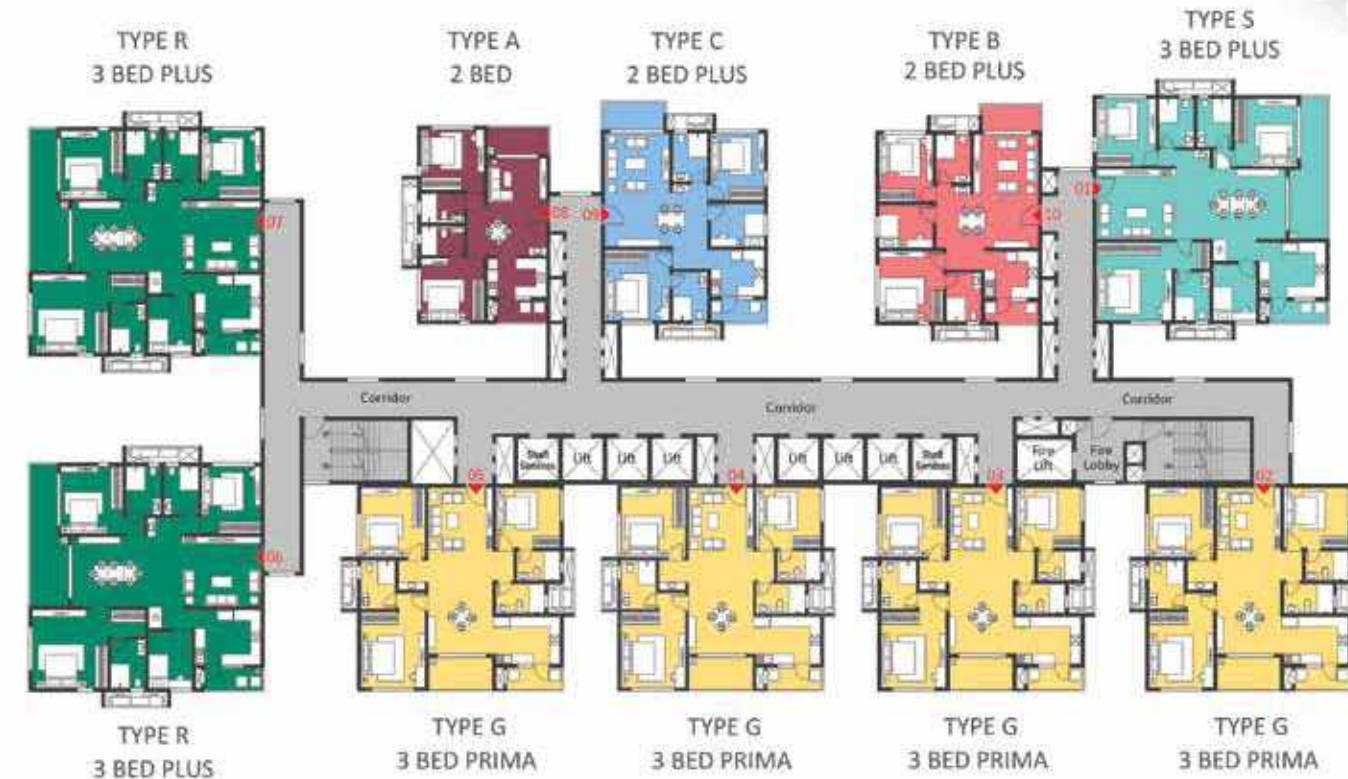 TYPE R
3 BED PLUS
TYPE A
2 BED
TYPE C
2 BED PLUS
TYPE B
2 BED PLUS
TYPE S
3 BED PLUS
07
08
09
10
01
Corridor
Corridor
Corridor
05
Shaft
Services
Lift
Lift
Lift
04
Lift
Lift
Lift
Shaft
Services
03
Fire
Lift
Fire
Lobby
02
06
TYPE R
3 BED PLUS
TYPE G
3 BED PRIMA
TYPE G
3 BED PRIMA
TYPE G
3 BED PRIMA
TYPE G
3 BED PRIMA